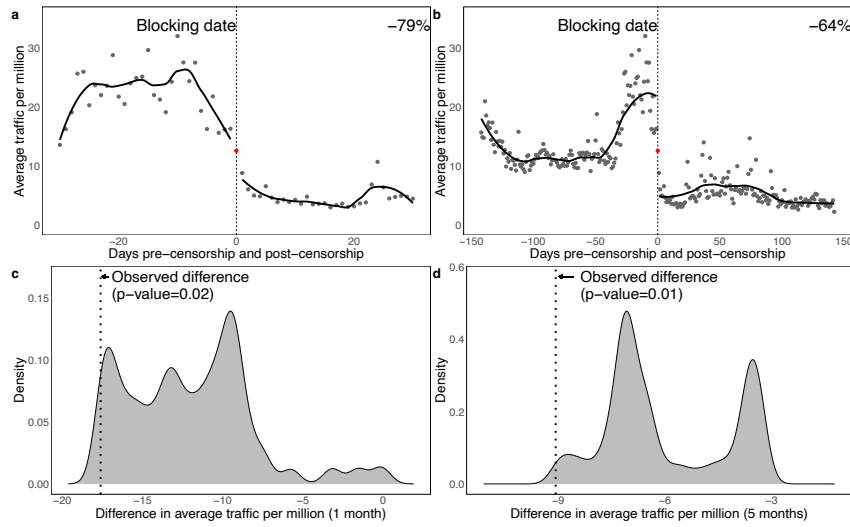 a
Blocking date
−79%
30
20
10
0
Average traffic per million
−20
0
20
Days pre−censorship and post−censorship
b
Blocking date
−64%
30
20
10
0
Average traffic per million
−150
−100
−50
0
50
100
150
Days pre−censorship and post−censorship
c
Observed difference
(p−value=0.02)
0.15
0.10
0.05
0.00
Density
−20
−15
−10
−5
0
Difference in average traffic per million (1 month)
d
Observed difference
(p−value=0.01)
0.6
0.4
0.2
0.0
Density
−9
−6
−3
Difference in average traffic per million (5 months)